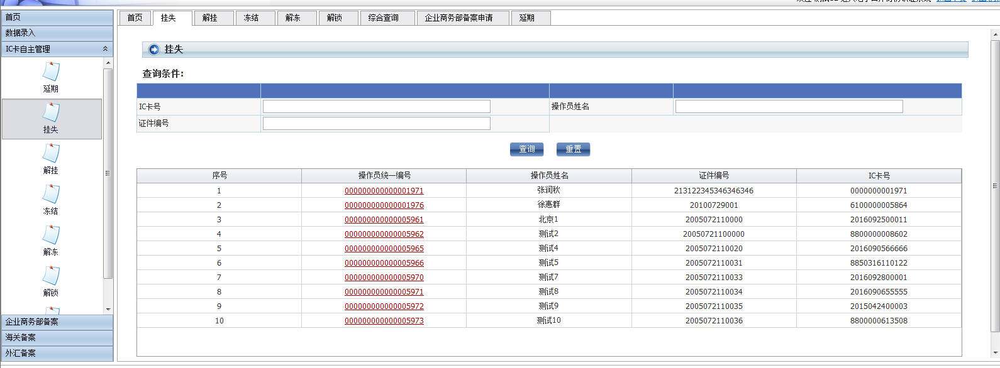 首页
数据录入
IC卡自主管理
延期
挂失
解挂
冻结
解冻
解锁
企业商务部备案
海关备案
外汇备案
首页 挂失 解挂 冻结 解冻 解锁 综合查询 企业商务部备案申请 延期
挂失
查询条件:
IC卡号 操作员姓名
证件编号
查询 重置
序号 操作员统一编号 操作员姓名 证件编号 IC卡号
1 000000000000001971 张润秋 213122345346346346 0000000001971
2 000000000000001976 徐惠群 20100729001 6100000005864
3 000000000000005961 北京1 2005072110000 2016092500011
4 000000000000005962 测试2 20050721100000 8800000008602
5 000000000000005965 测试4 2005072110020 2016090566666
6 000000000000005966 测试5 2005072110031 8850316110122
7 000000000000005970 测试7 2005072110033 2016092800001
8 000000000000005971 测试8 2005072110034 2016090655555
9 000000000000005972 测试9 2005072110035 2015042400003
10 000000000000005973 测试10 2005072110036 8800000613508